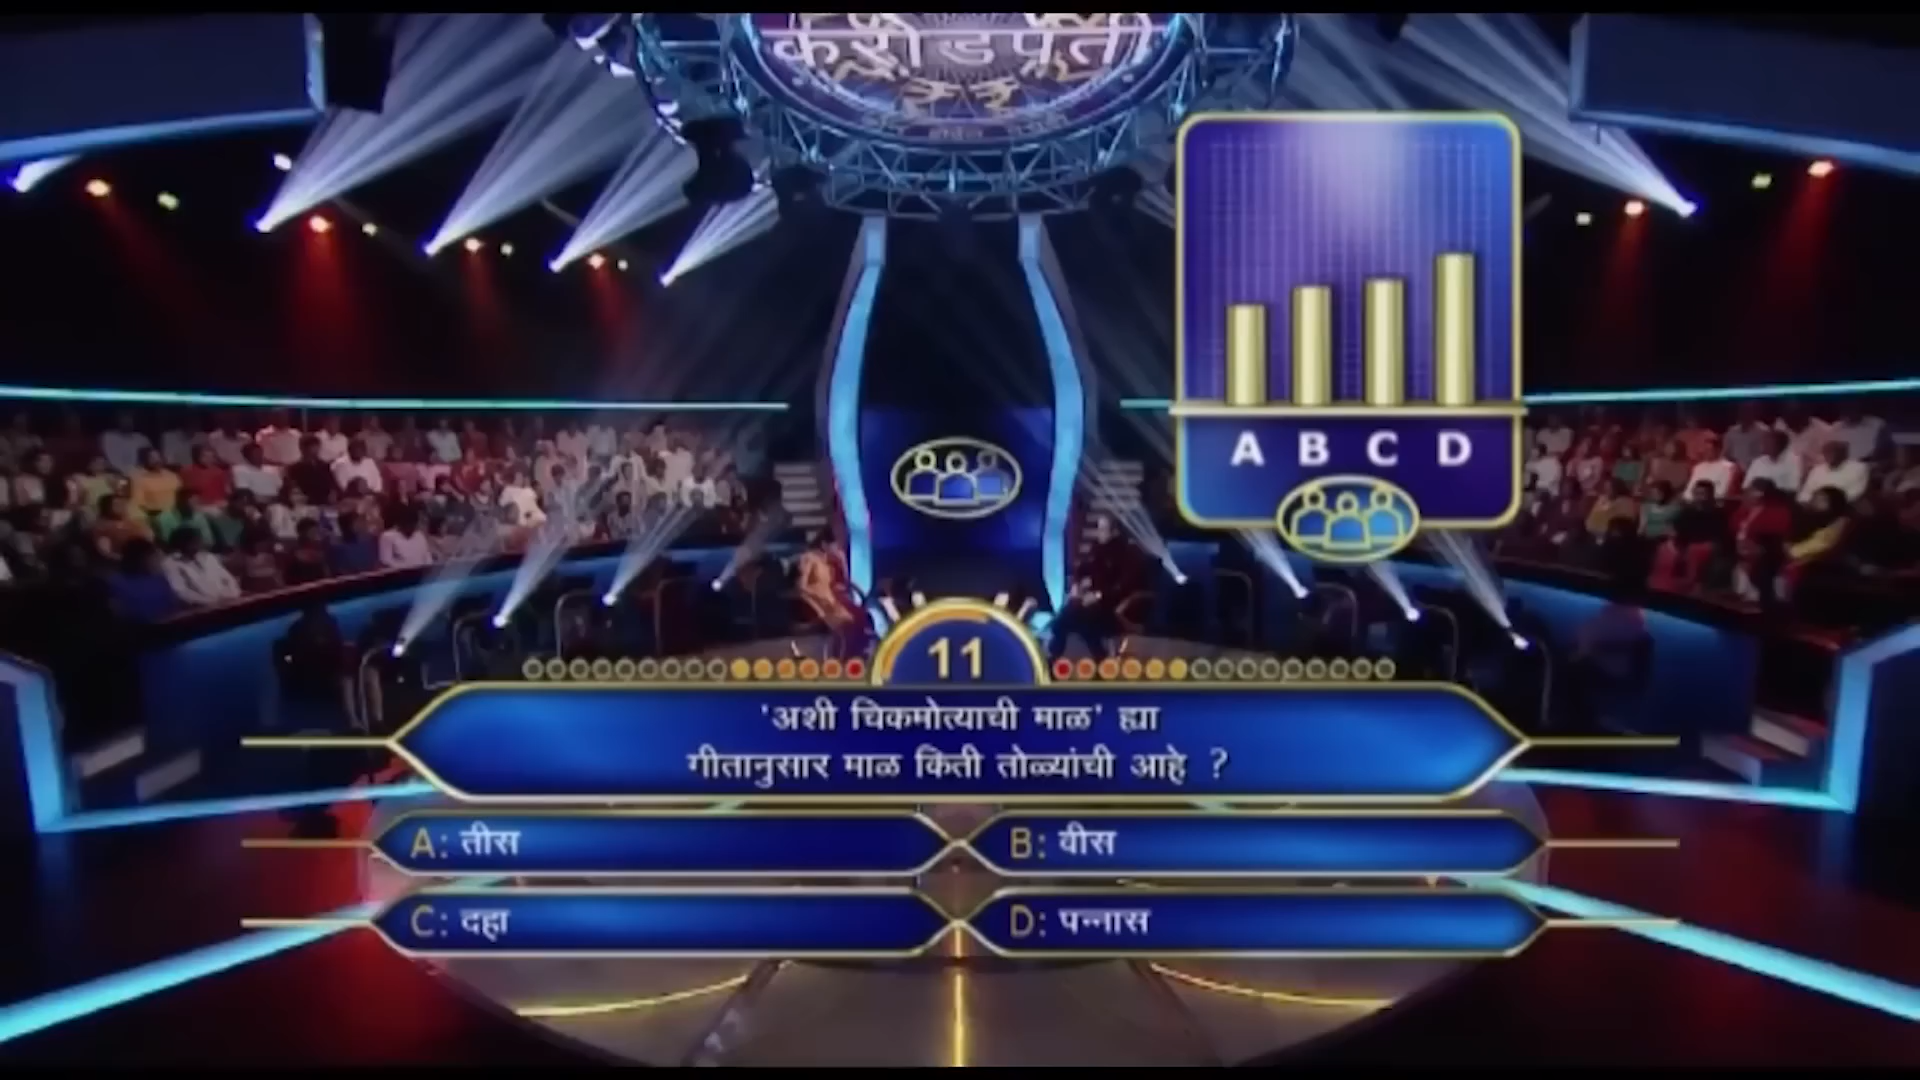 करोडपती
A B C D
11
'अशी चिकमोत्याची माळ' ह्या
गीतानुसार माळ किती तोळ्यांची आहे ?
A: तीस
B: वीस
C: दहा
D: पन्नास